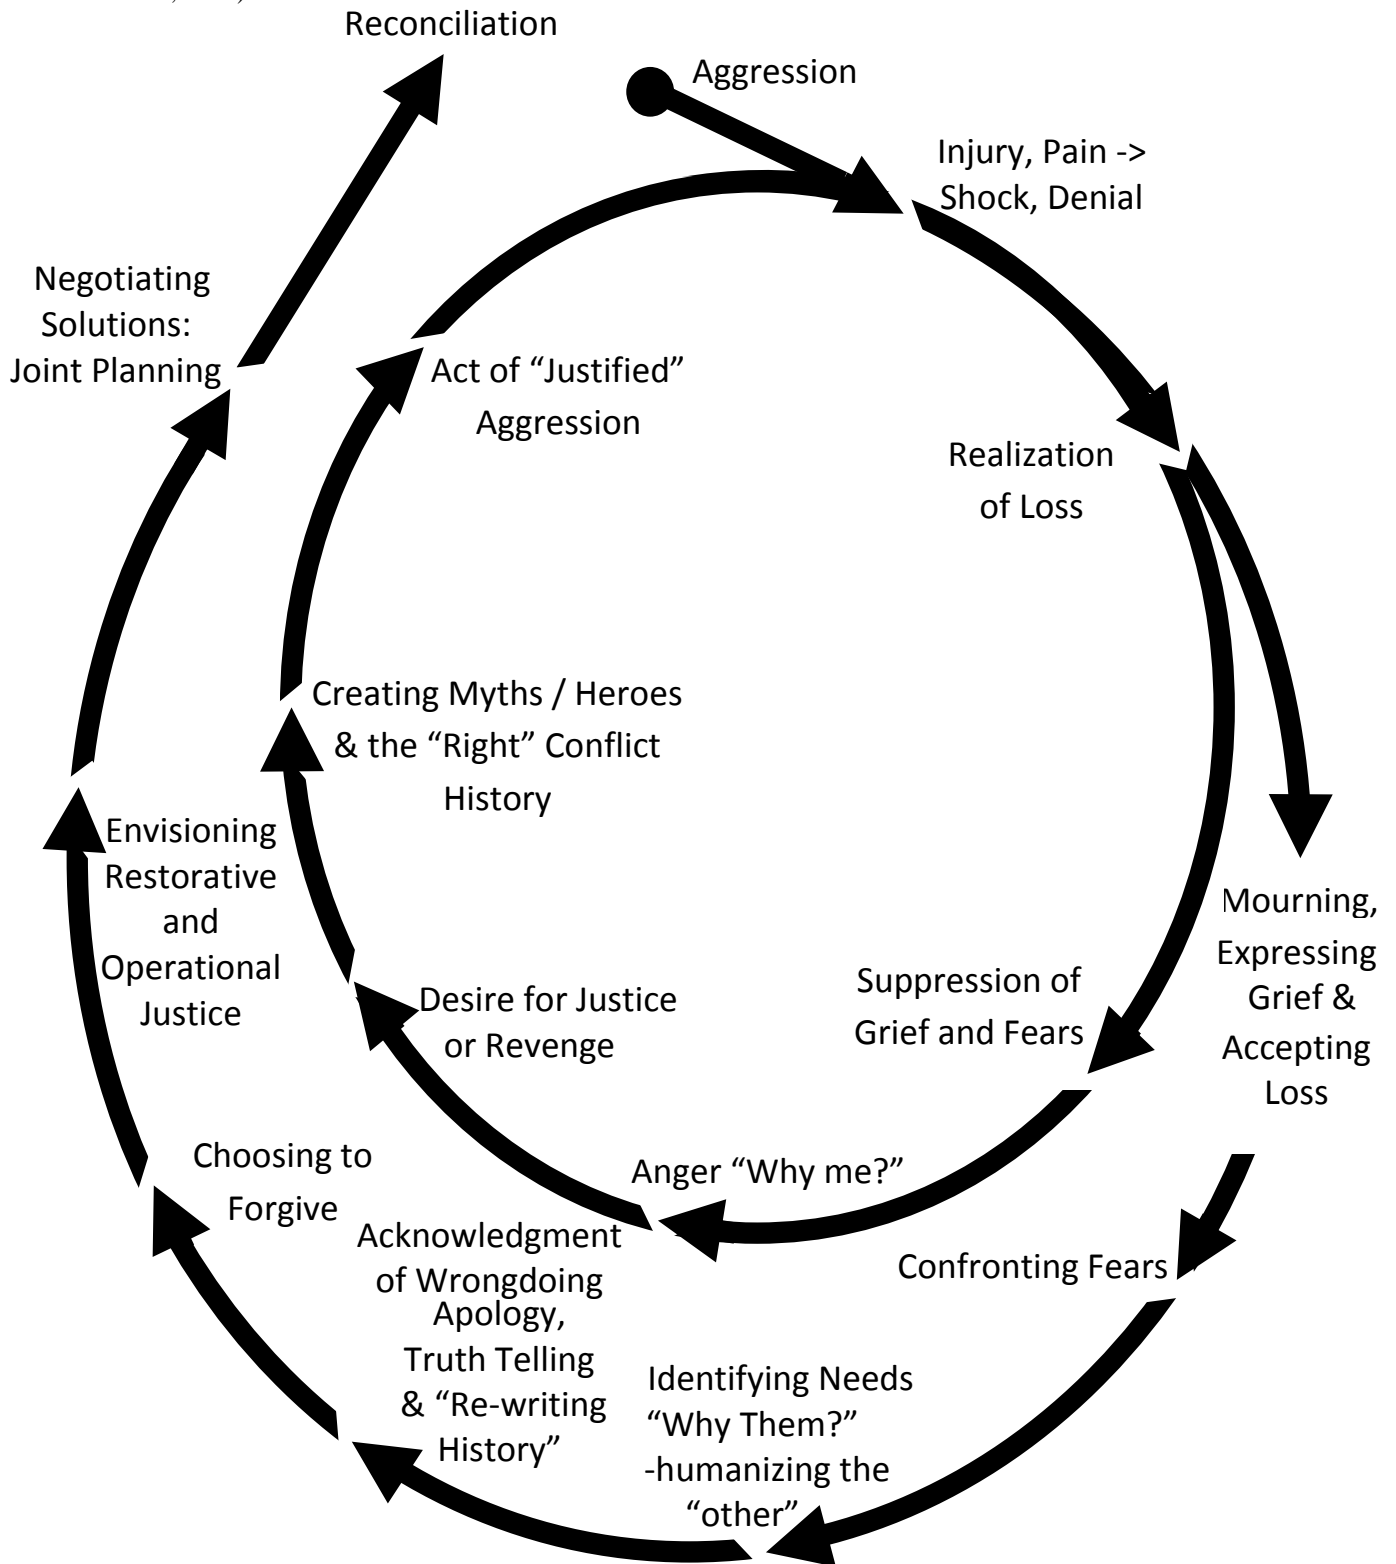 Reconciliation
Aggression
Injury, Pain ->
Shock, Denial
Negotiating
Solutions:
Joint Planning
Act of “Justified”
Aggression
Realization
of Loss
Creating Myths / Heroes
& the “Right” Conflict
History
Envisioning
Restorative
and
Operational
Justice
Mourning,
Expressing
Grief &
Accepting
Loss
Suppression of
Grief and Fears
Desire for Justice
or Revenge
Choosing to
Forgive
Anger “Why me?”
Acknowledgment
of Wrongdoing
Apology,
Truth Telling
& “Re-writing
History”
Confronting Fears
Identifying Needs
“Why Them?”
-humanizing the
“other”